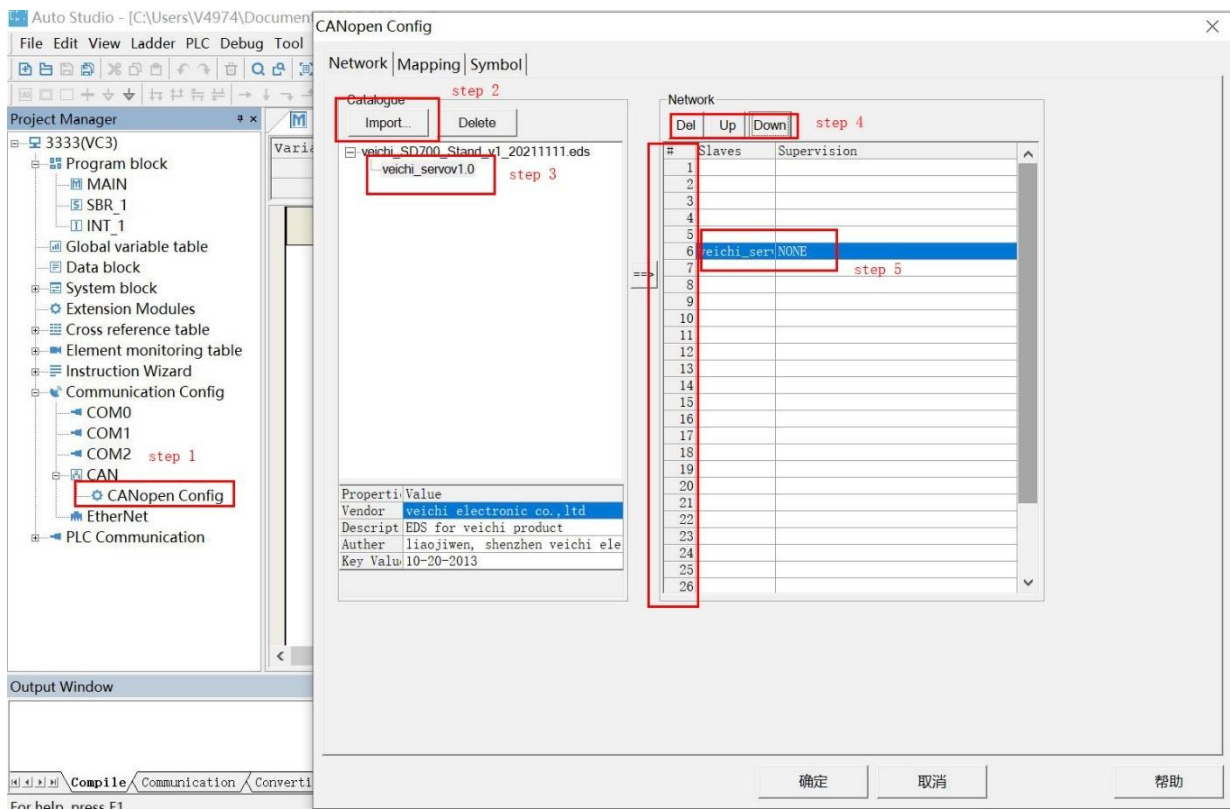 Auto Studio - [C:\Users\V4974\Documen
File Edit View Ladder PLC Debug Tool
Project Manager
3333(VC3)
Program block
MAIN
SBR_1
INT_1
Global variable table
Data block
System block
Extension Modules
Cross reference table
Element monitoring table
Instruction Wizard
Communication Config
COM0
COM1
COM2 step 1
CAN
CANopen Config
EtherNet
PLC Communication
Varia
Output Window
Compile Communication Converti
For help, press F1
CANopen Config
Network Mapping Symbol
Catalogue step 2
Import... Delete
veichi_SD700_Stand_v1_20211111.eds
veichi_servov1.0
step 3
Properti Value
Vendor veichi electronic co.,ltd
Descript EDS for veichi product
Auther liaojiwen, shenzhen veichi ele
Key Valu 10-20-2013
==>
Network
Del Up Down step 4
# Slaves Supervision
1
2
3
4
5
6 veichi_serv NONE
7 step 5
8
9
10
11
12
13
14
15
16
17
18
19
20
21
22
23
24
25
26
确定 取消 帮助